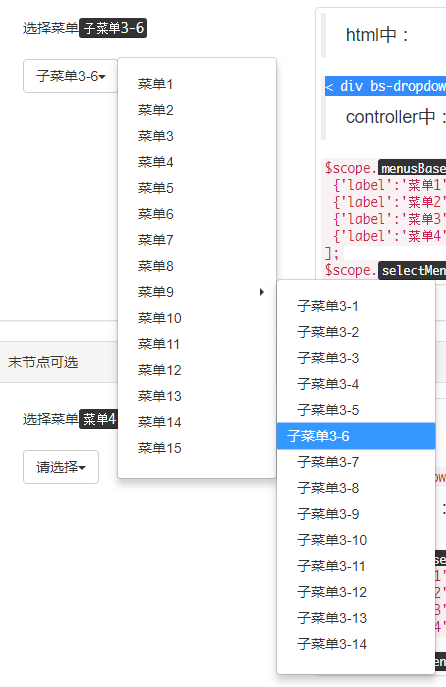 选择菜单子菜单3-6
子菜单3-6
菜单1
菜单2
菜单3
菜单4
菜单5
菜单6
菜单7
菜单8
菜单9
菜单10
菜单11
菜单12
菜单13
菜单14
菜单15
子菜单3-1
子菜单3-2
子菜单3-3
子菜单3-4
子菜单3-5
子菜单3-6
子菜单3-7
子菜单3-8
子菜单3-9
子菜单3-10
子菜单3-11
子菜单3-12
子菜单3-13
子菜单3-14
末节点可选
选择菜单菜单4
请选择
html中：
< div bs-dropdow
controller中：
$scope.menusBase
{'label':'菜单1'
{'label':'菜单2'
{'label':'菜单3'
{'label':'菜单4'
];
$scope.selectMen